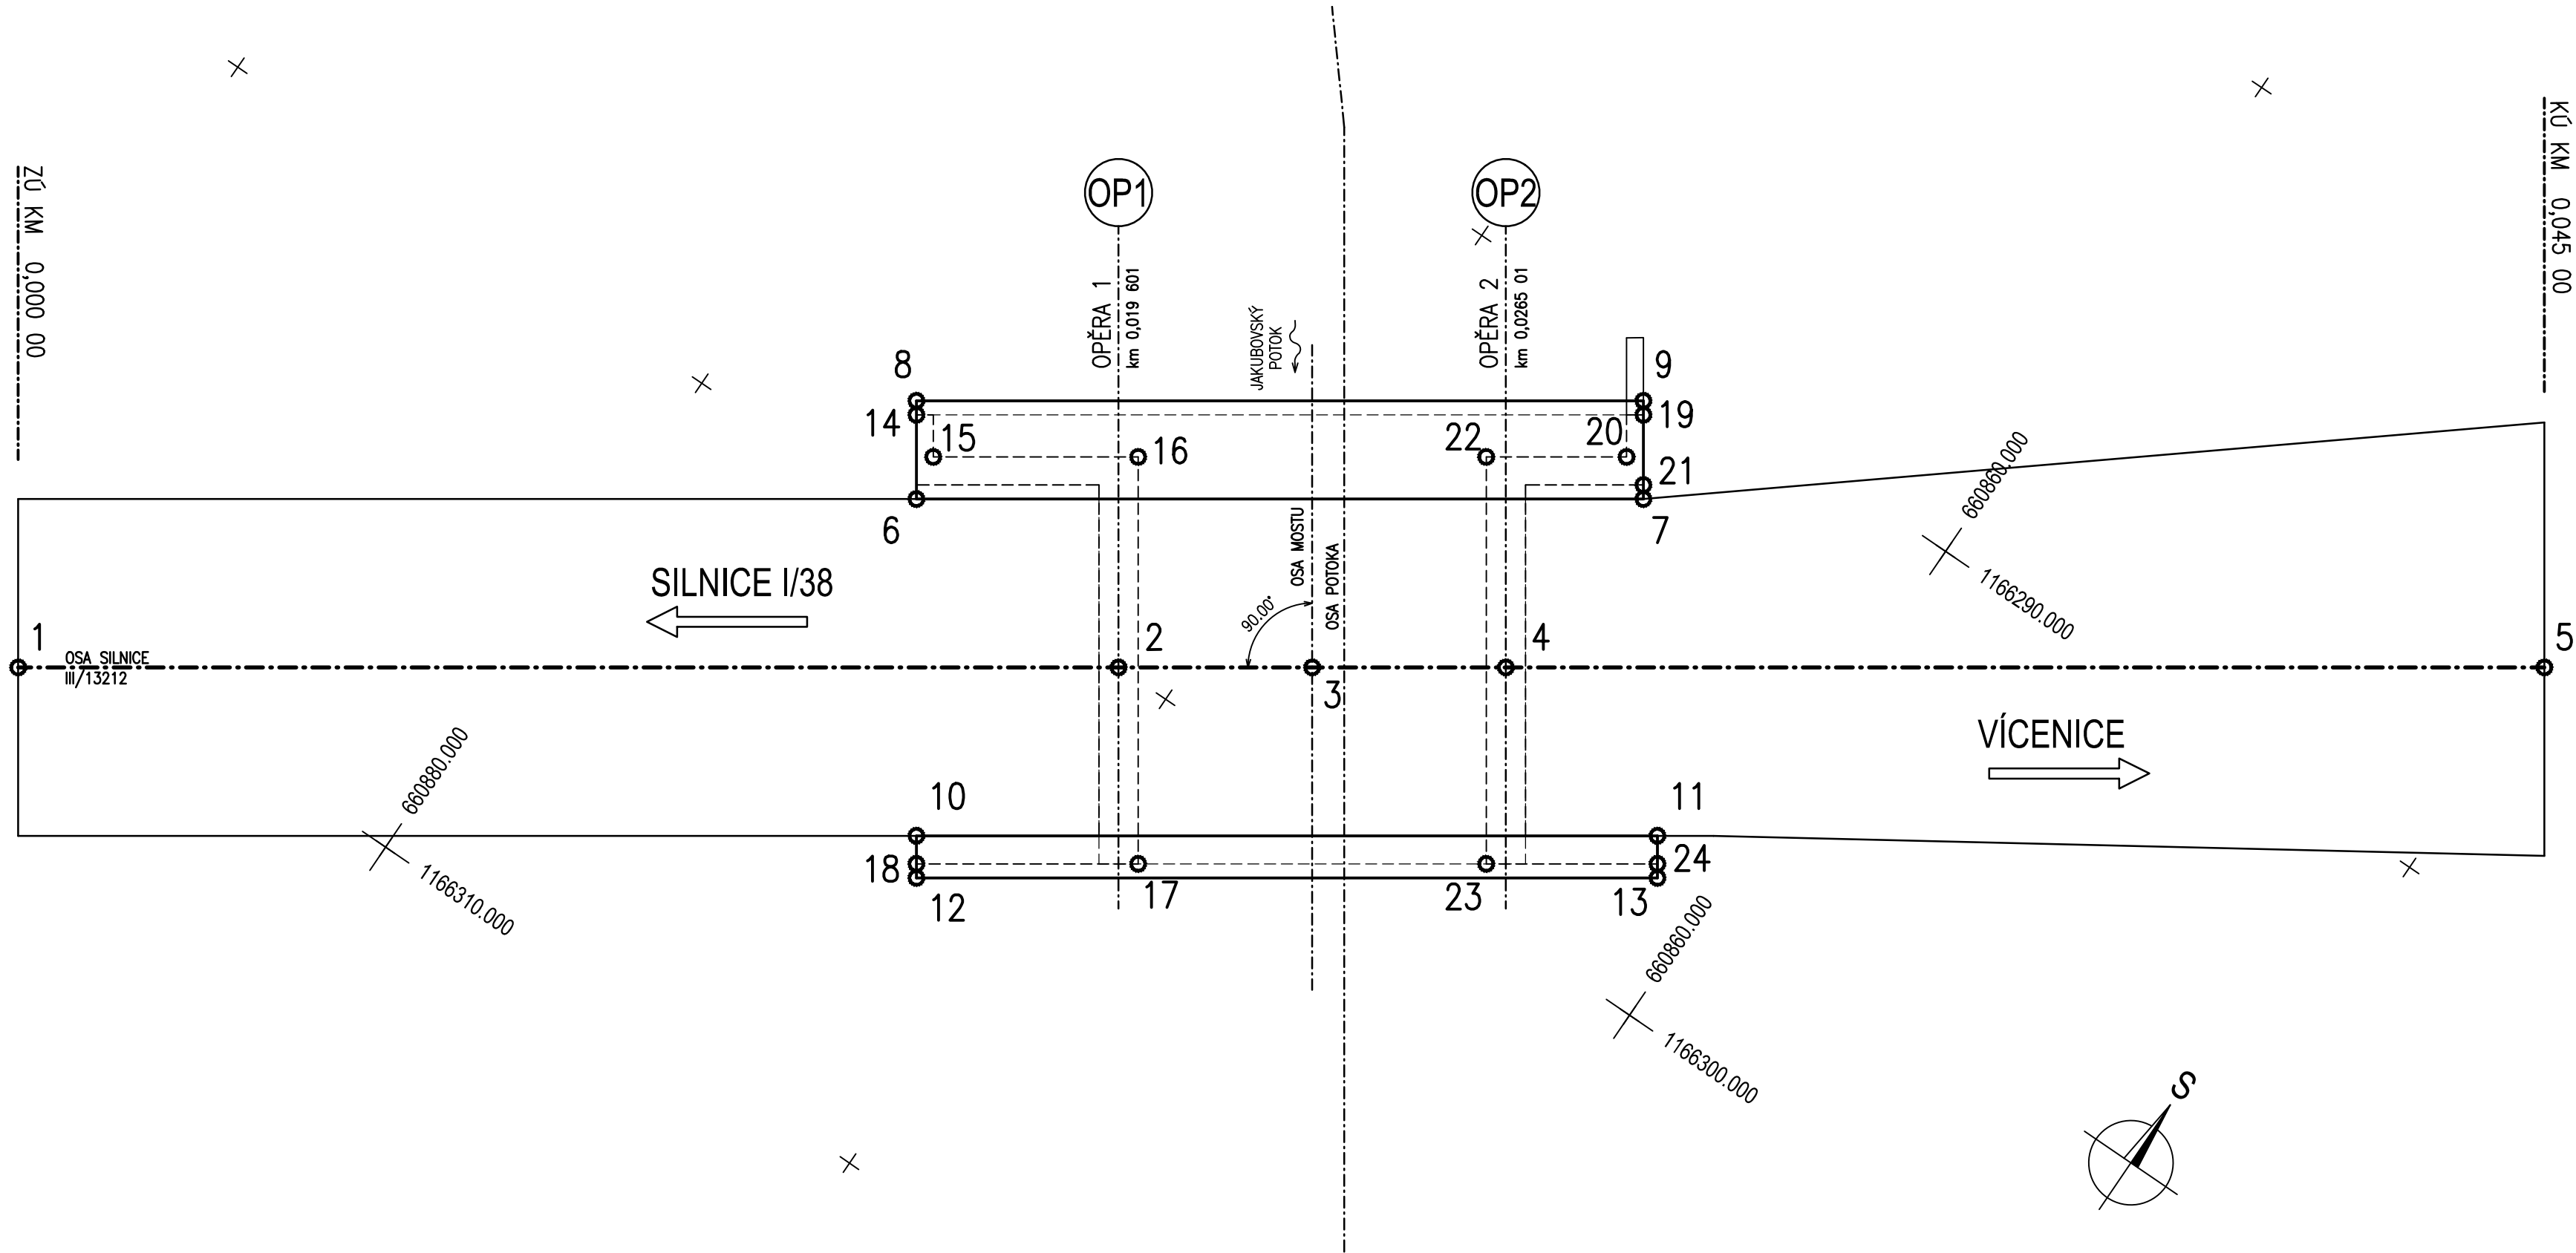 ZÚ KM 0,000 00
KÚ KM 0,045 00
OP1
OP2
OPĚRA 1
km 0,019 601
OPĚRA 2
km 0,0265 01
JAKUBOVSKÝ
POTOK
8
9
14
15
16
22
20
19
21
6
7
660860.000
1166290.000
SILNICE I/38
OSA MOSTU
OSA POTOKA
90.00°
1
OSA SILNICE
III/13212
2
3
4
5
VÍCENICE
660880.000
1166310.000
10
11
18
24
12
17
23
13
660860.000
1166300.000
S